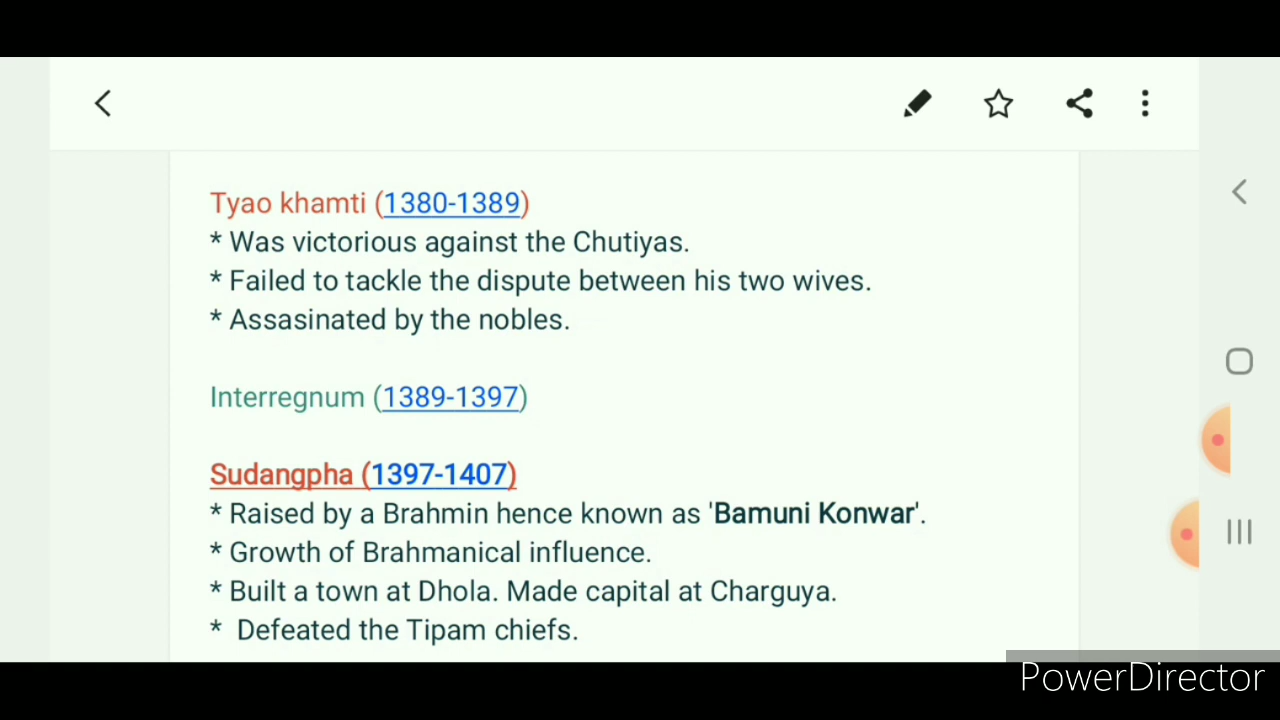 Tyao khamti (1380-1389)
* Was victorious against the Chutiyas.
* Failed to tackle the dispute between his two wives.
* Assasinated by the nobles.
Interregnum (1389-1397)
Sudangpha (1397-1407)
* Raised by a Brahmin hence known as 'Bamuni Konwar'.
* Growth of Brahmanical influence.
* Built a town at Dhola. Made capital at Charguya.
*  Defeated the Tipam chiefs.
PowerDirector